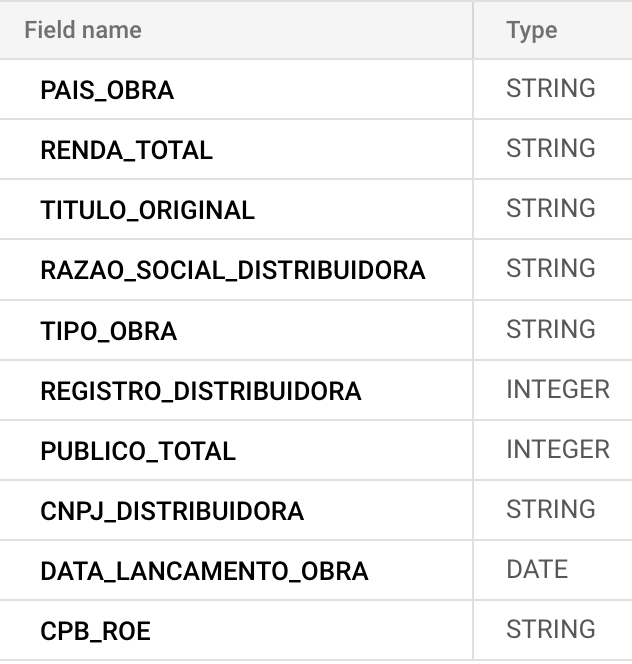 Field name Type
PAIS_OBRA STRING
RENDA_TOTAL STRING
TITULO_ORIGINAL STRING
RAZAO_SOCIAL_DISTRIBUIDORA STRING
TIPO_OBRA STRING
REGISTRO_DISTRIBUIDORA INTEGER
PUBLICO_TOTAL INTEGER
CNPJ_DISTRIBUIDORA STRING
DATA_LANCAMENTO_OBRA DATE
CPB_ROE STRING